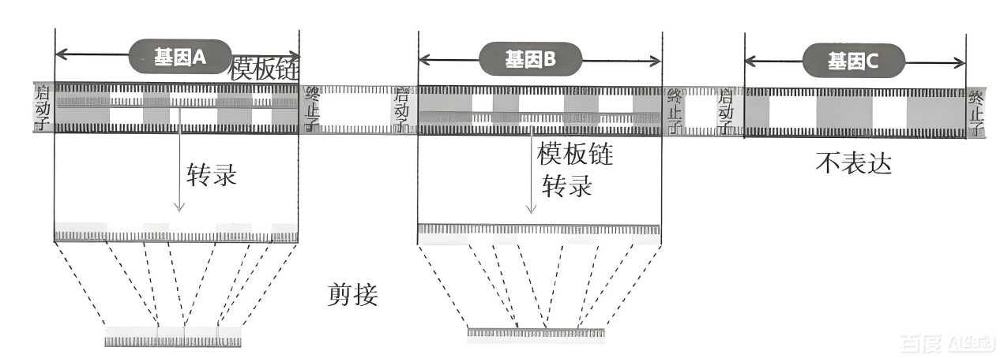 基因A
基因B
基因C
模板链
启动子
终止子
启动子
终止子
启动子
终止子
转录
模板链
转录
不表达
剪接
百度 AI生成